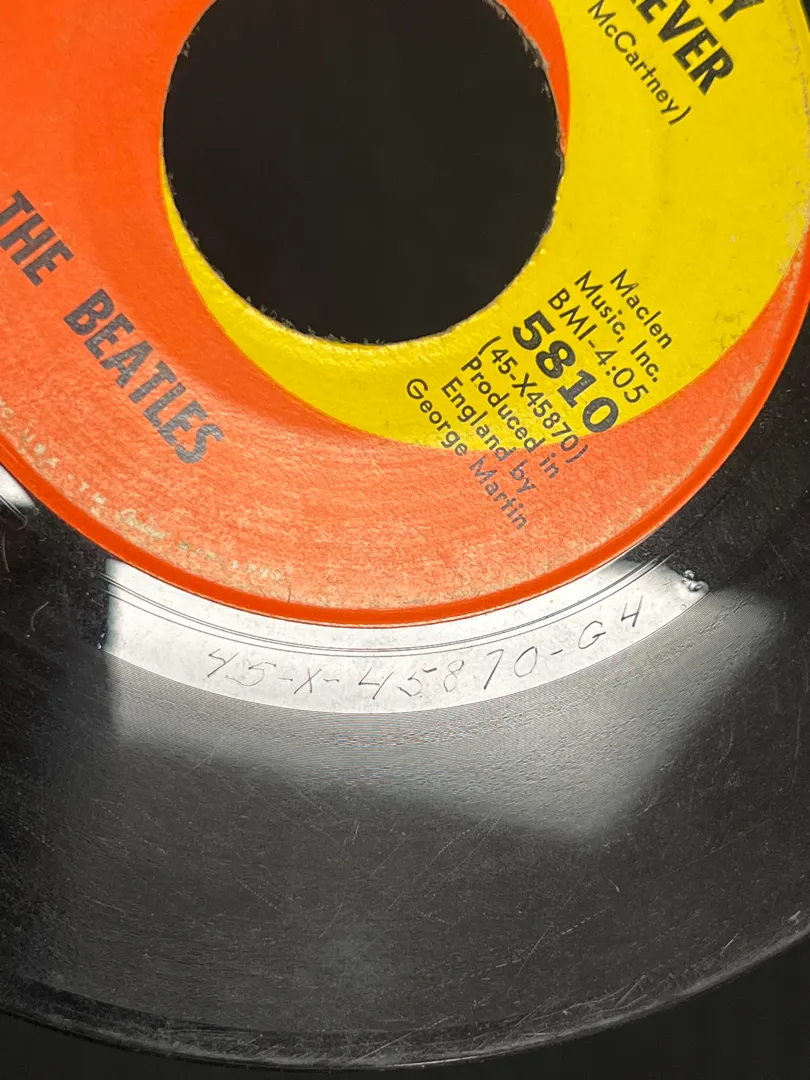 EVER
McCartney)
THE BEATLES
Maclen
Music, Inc.
BMI-4:05
5810
(45-X45870)
Produced in
England by
George Martin
45-X-45870-G4